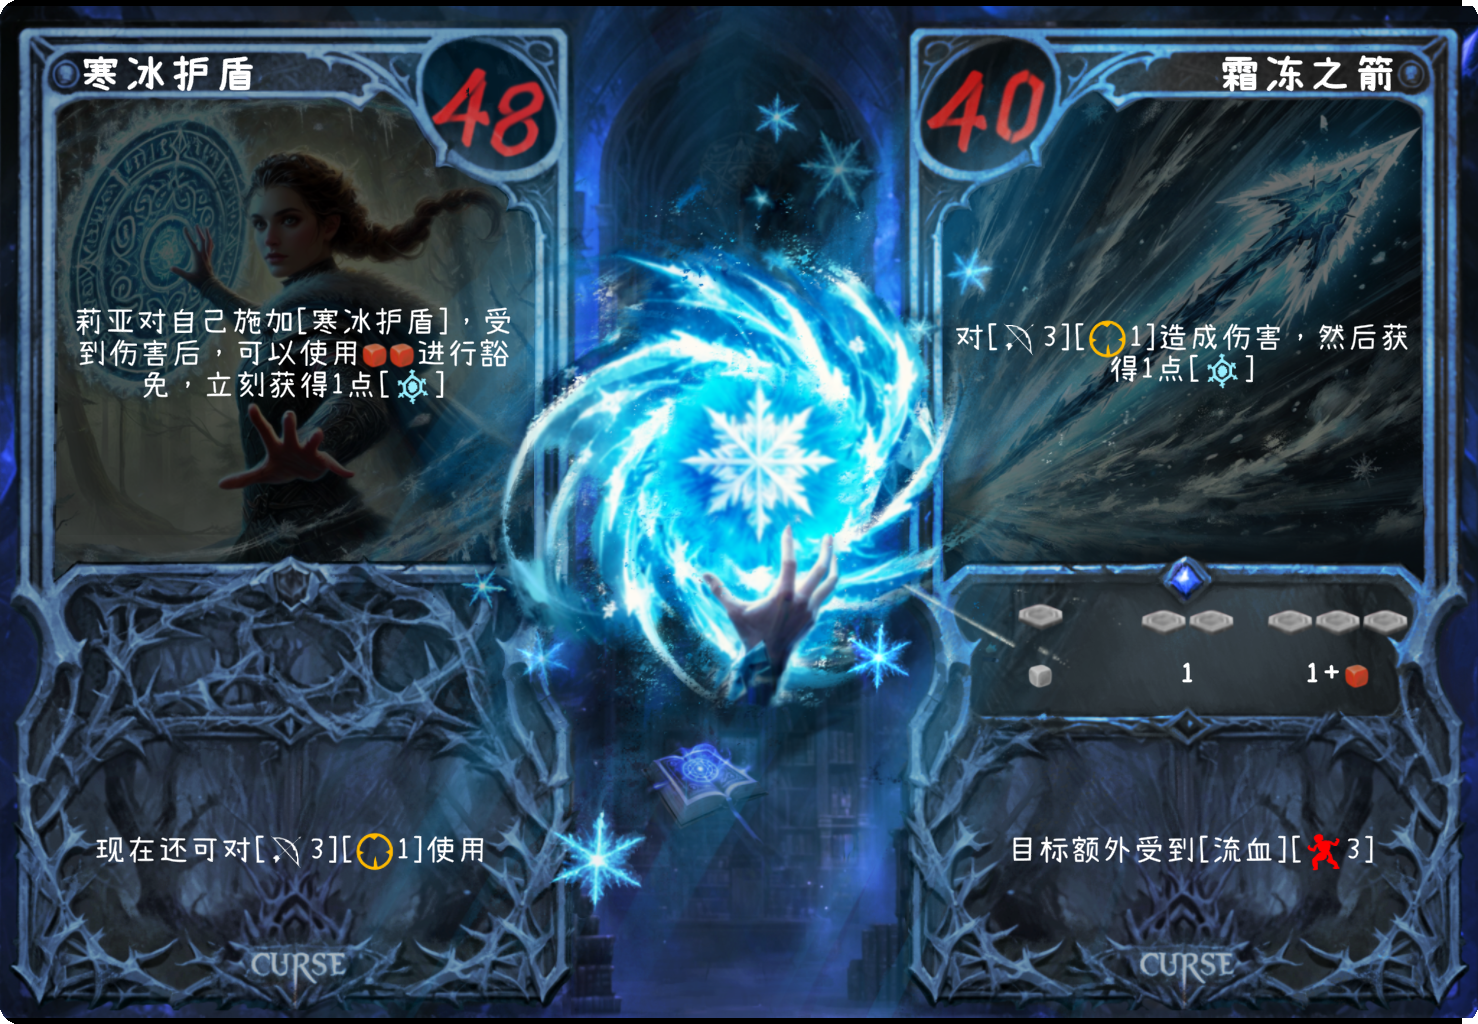 寒冰护盾
48
莉亚对自己施加[寒冰护盾]，受
到伤害后，可以使用进行豁
免，立刻获得1点[ ]
现在还可对[ 3][ 1]使用
CURSE
霜冻之箭
40
对[ 3][ 1]造成伤害，然后获
得1点[ ]
1 1+
目标额外受到[流血][ 3]
CURSE